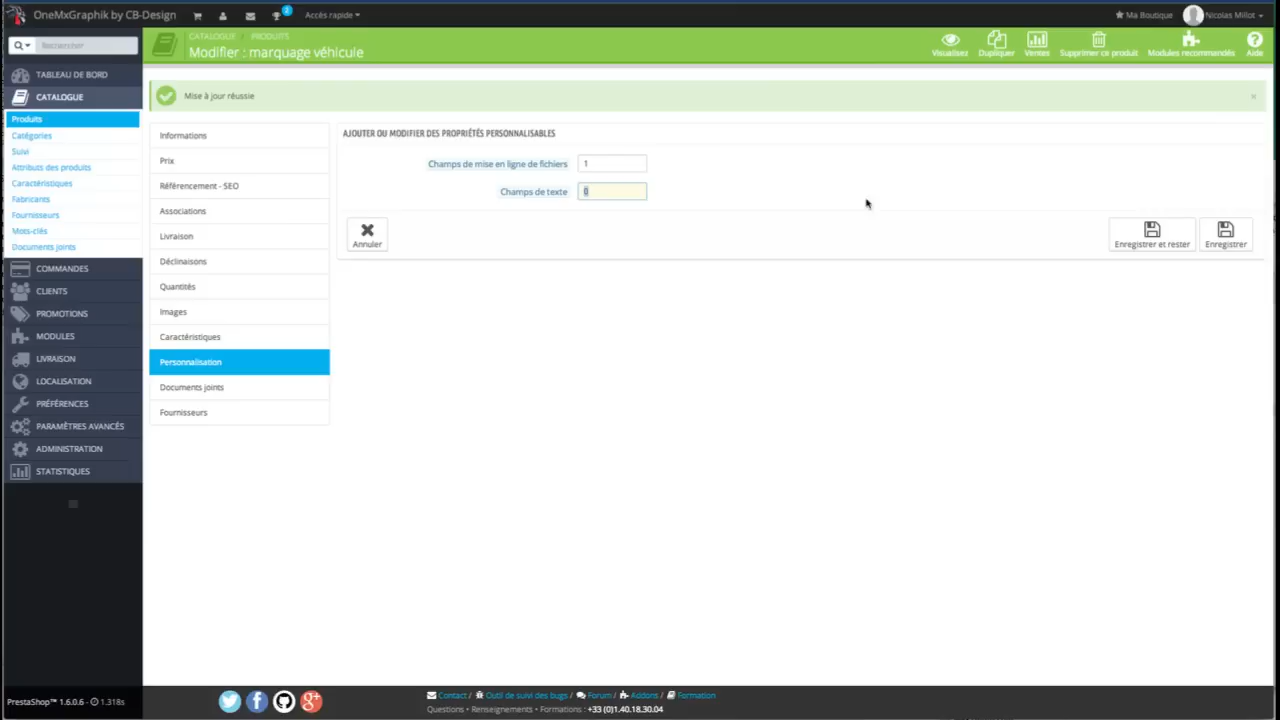 OneMxGraphik by CB-Design
2
Accès rapide
Ma Boutique
Nicolas Millot
Rechercher
CATALOGUE
PRODUITS
Modifier : marquage véhicule
Visualisez
Dupliquer
Ventes
Supprimer ce produit
Modules recommandés
Aide
TABLEAU DE BORD
CATALOGUE
Produits
Catégories
Suivi
Attributs des produits
Caractéristiques
Fabricants
Fournisseurs
Mots-clés
Documents joints
COMMANDES
CLIENTS
PROMOTIONS
MODULES
LIVRAISON
LOCALISATION
PRÉFÉRENCES
PARAMÈTRES AVANCÉS
ADMINISTRATION
STATISTIQUES
Mise à jour réussie
×
Informations
Prix
Référencement - SEO
Associations
Livraison
Déclinaisons
Quantités
Images
Caractéristiques
Personnalisation
Documents joints
Fournisseurs
AJOUTER OU MODIFIER DES PROPRIÉTÉS PERSONNALISABLES
Champs de mise en ligne de fichiers 1
Champs de texte 0
Annuler
Enregistrer et rester
Enregistrer
PrestaShop™ 1.6.0.6 - 1.318s
Contact / Outil de suivi des bugs / Forum / Addons / Formation
Questions • Renseignements • Formations : +33 (0)1.40.18.30.04